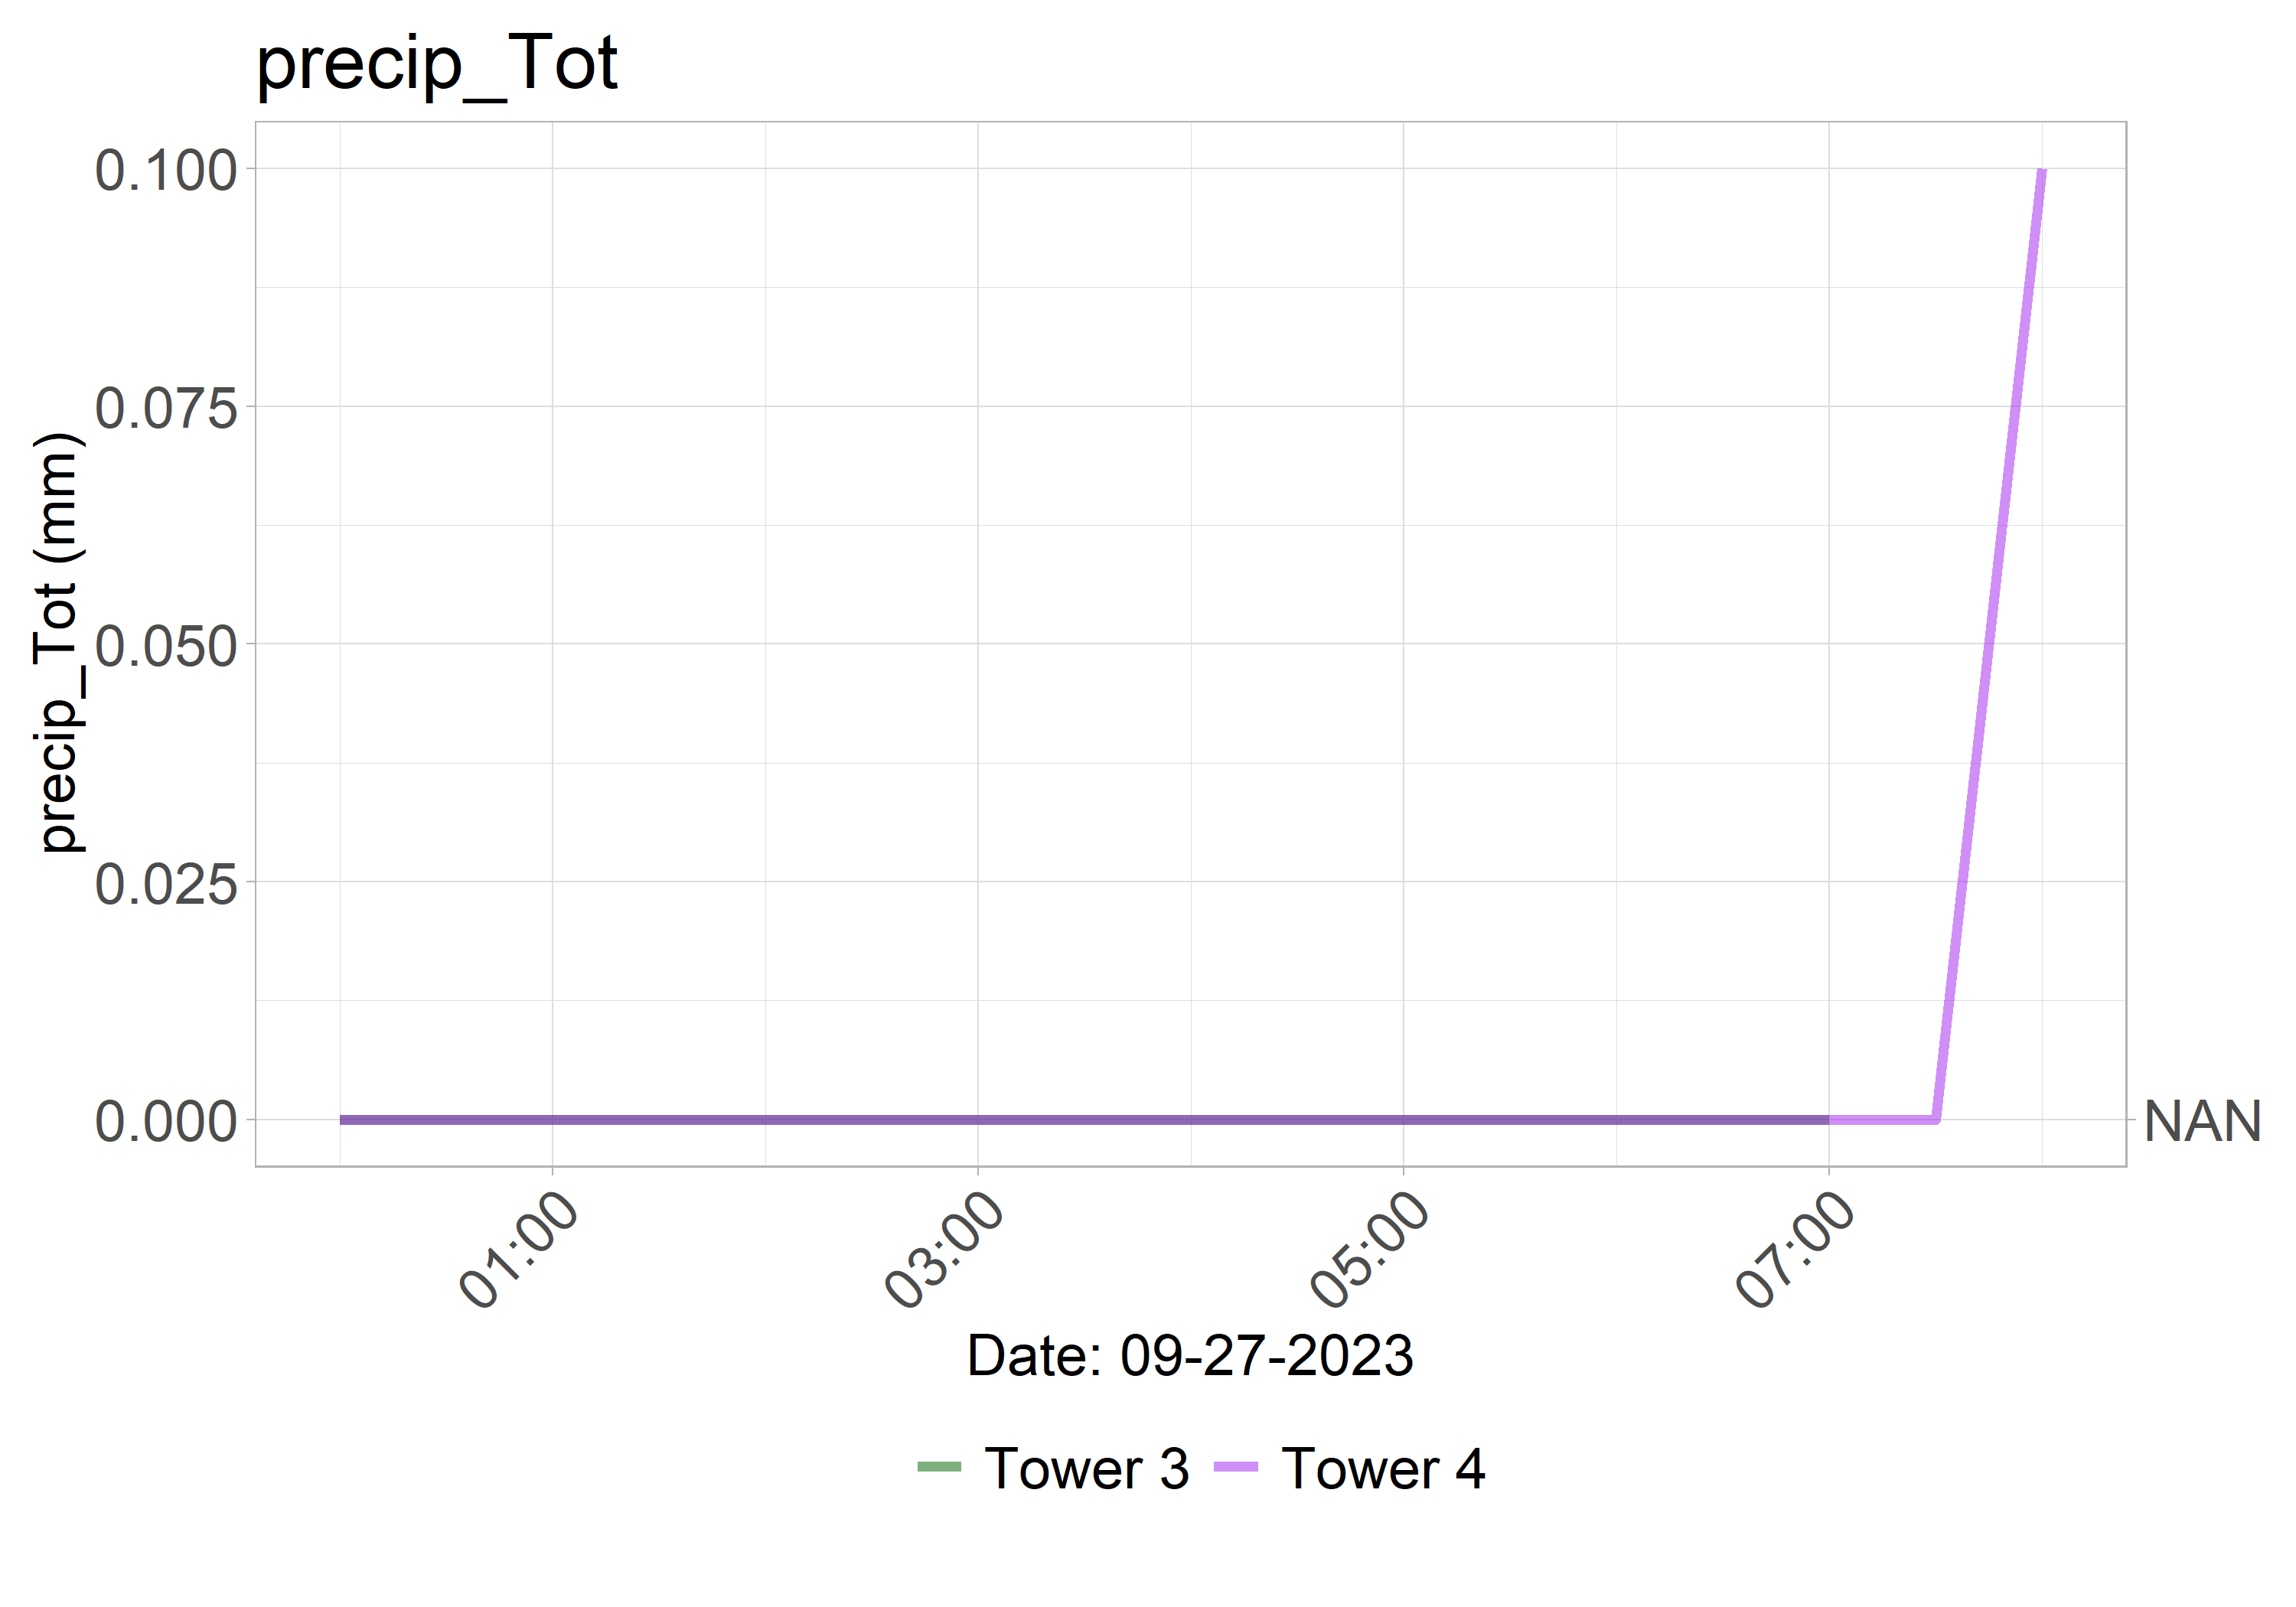 precip_Tot
0.100
0.075
0.050
0.025
0.000
precip_Tot (mm)
NAN
01:00
03:00
05:00
07:00
Date: 09-27-2023
Tower 3
Tower 4